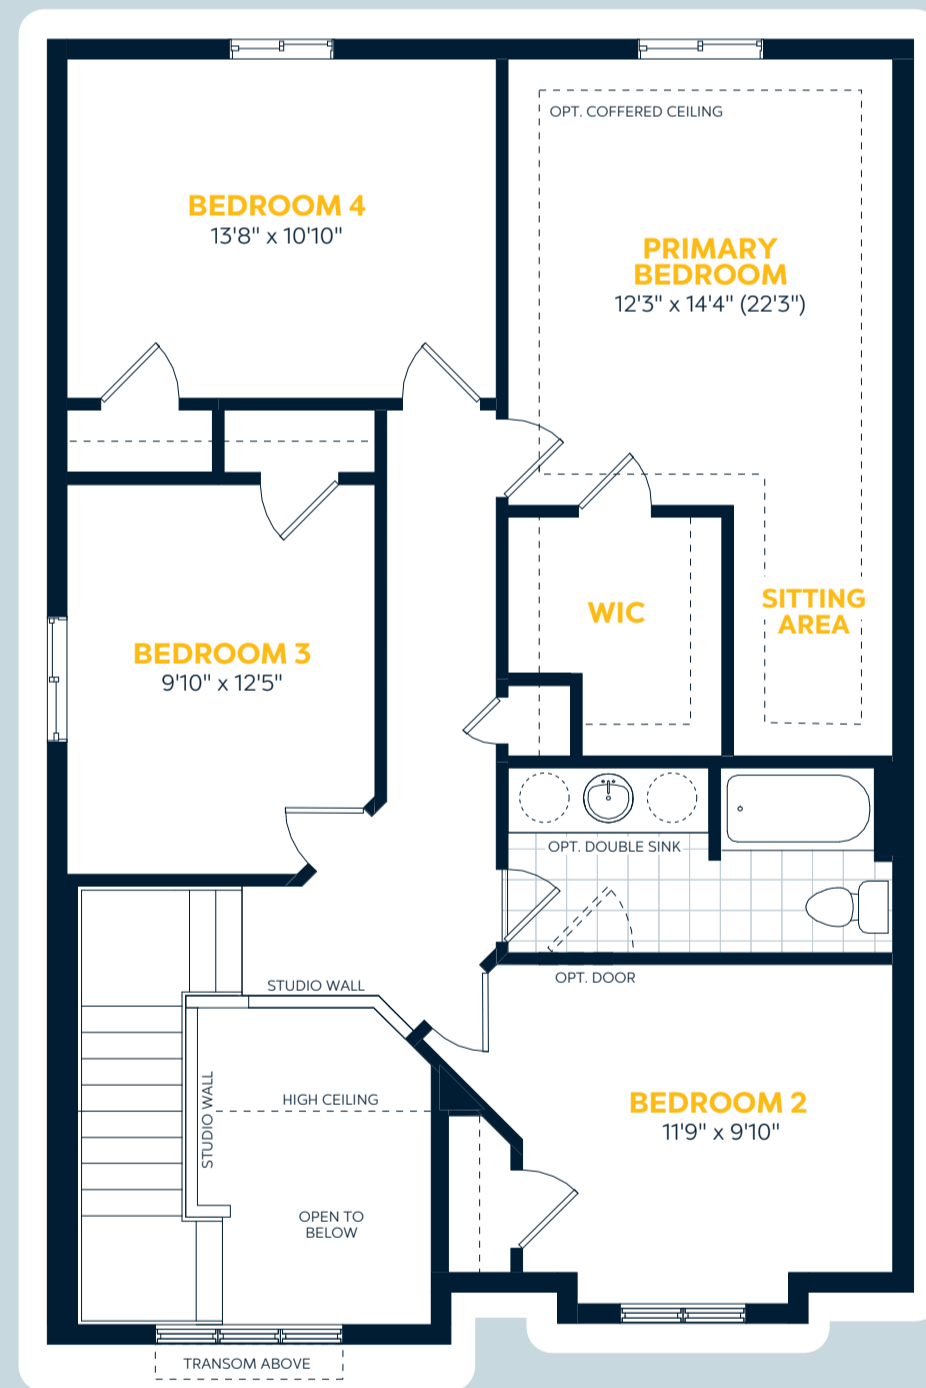 OPT. COFFERED CEILING
BEDROOM 4
13'8" x 10'10"
PRIMARY
BEDROOM
12'3" x 14'4" (22'3")
WIC
SITTING
AREA
BEDROOM 3
9'10" x 12'5"
OPT. DOUBLE SINK
OPT. DOOR
STUDIO WALL
STUDIO WALL
HIGH CEILING
BEDROOM 2
11'9" x 9'10"
OPEN TO
BELOW
TRANSOM ABOVE